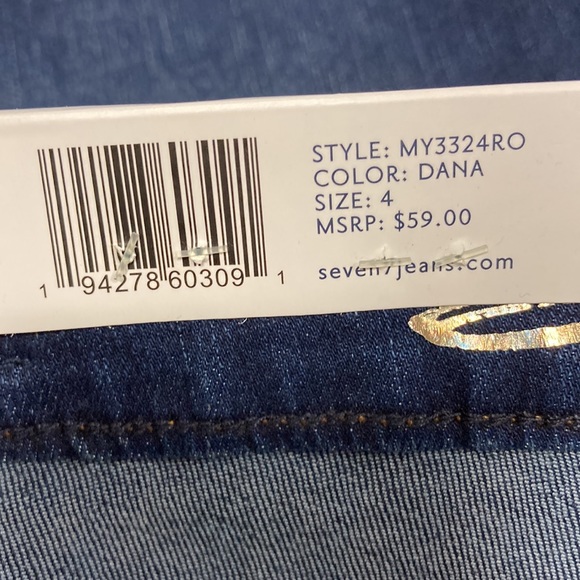 STYLE: MY3324RO
COLOR: DANA
SIZE: 4
MSRP: $59.00
seven7jeans.com
1 94278 60309 1